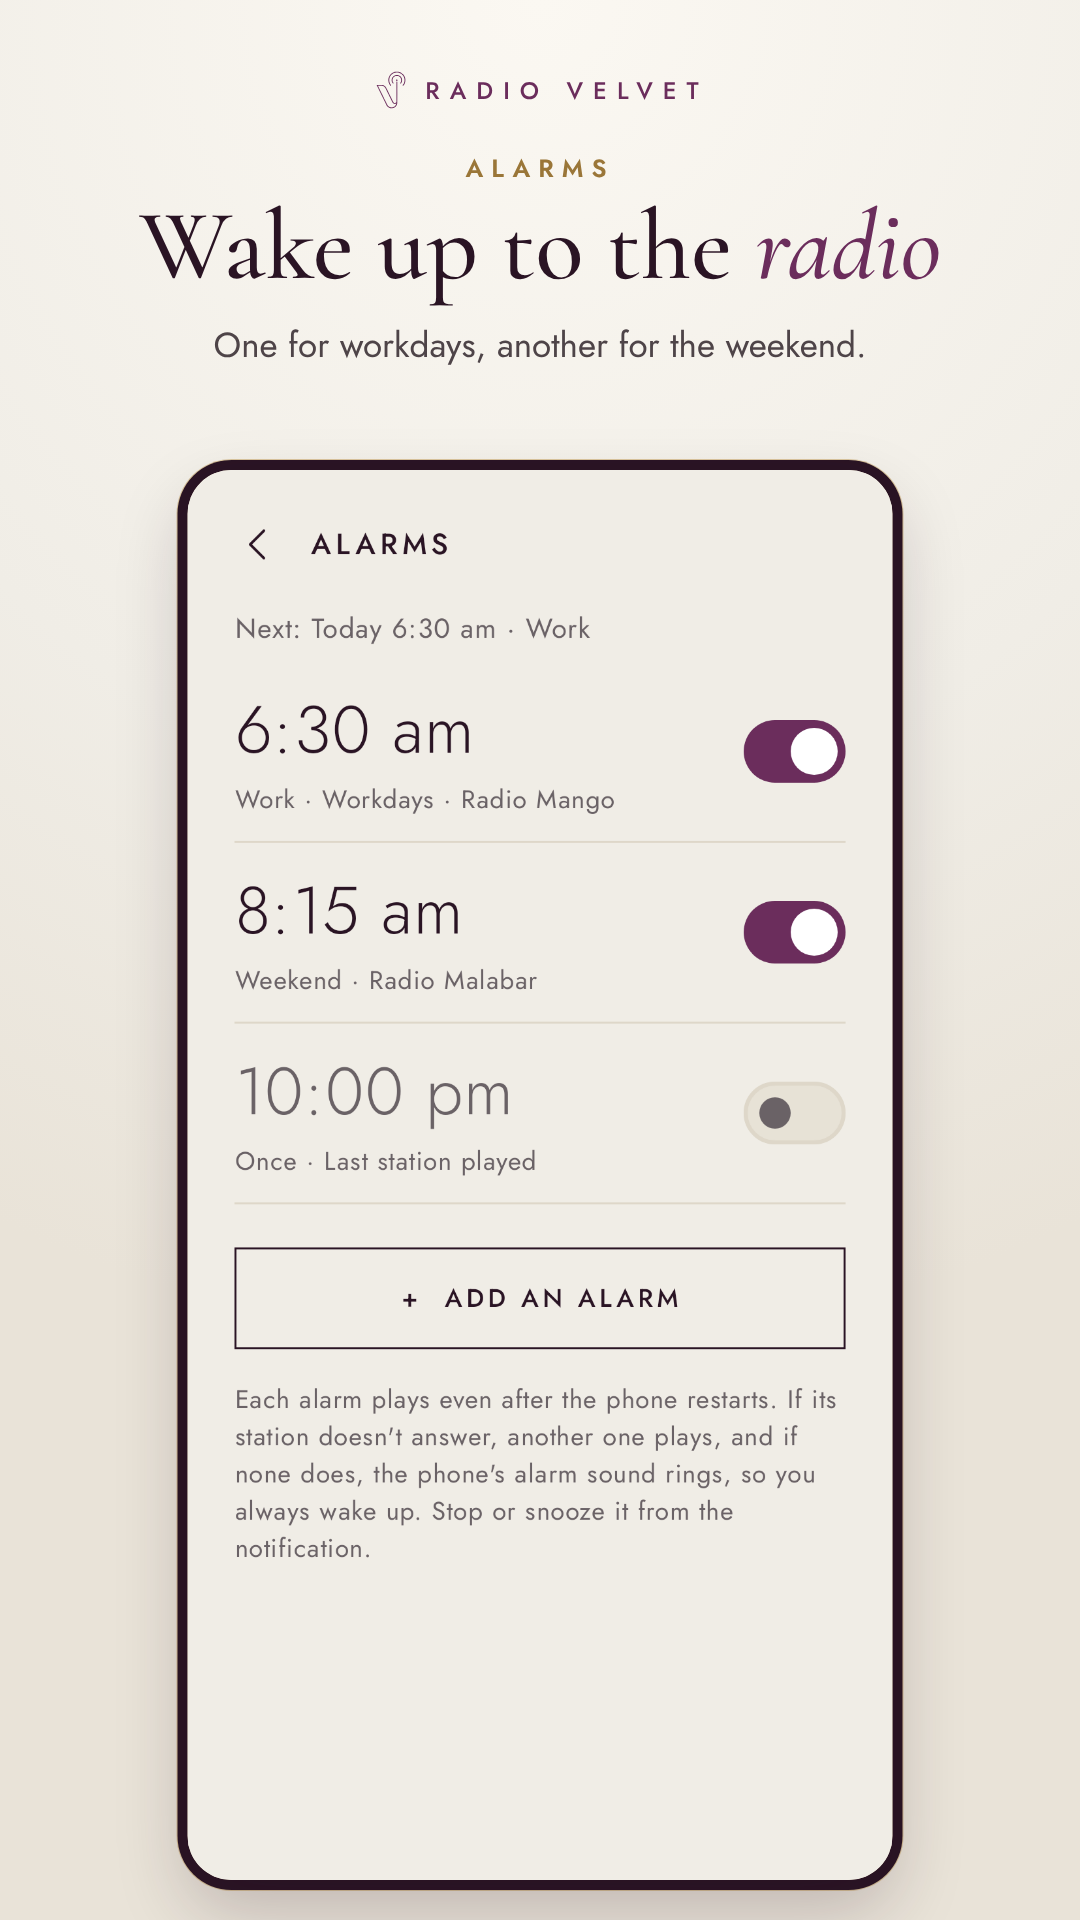 RADIO VELVET
ALARMS
Wake up to the radio
One for workdays, another for the weekend.
ALARMS
Next: Today 6:30 am · Work
6:30 am
Work · Workdays · Radio Mango
8:15 am
Weekend · Radio Malabar
10:00 pm
Once · Last station played
+ ADD AN ALARM
Each alarm plays even after the phone restarts. If its
station doesn't answer, another one plays, and if
none does, the phone's alarm sound rings, so you
always wake up. Stop or snooze it from the
notification.